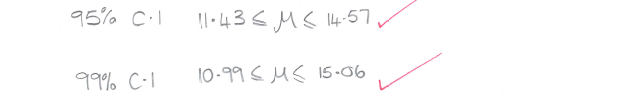 95% C·I 11·43 ≤ μ ≤ 14·57
99% C·I 10·99 ≤ μ ≤ 15·06